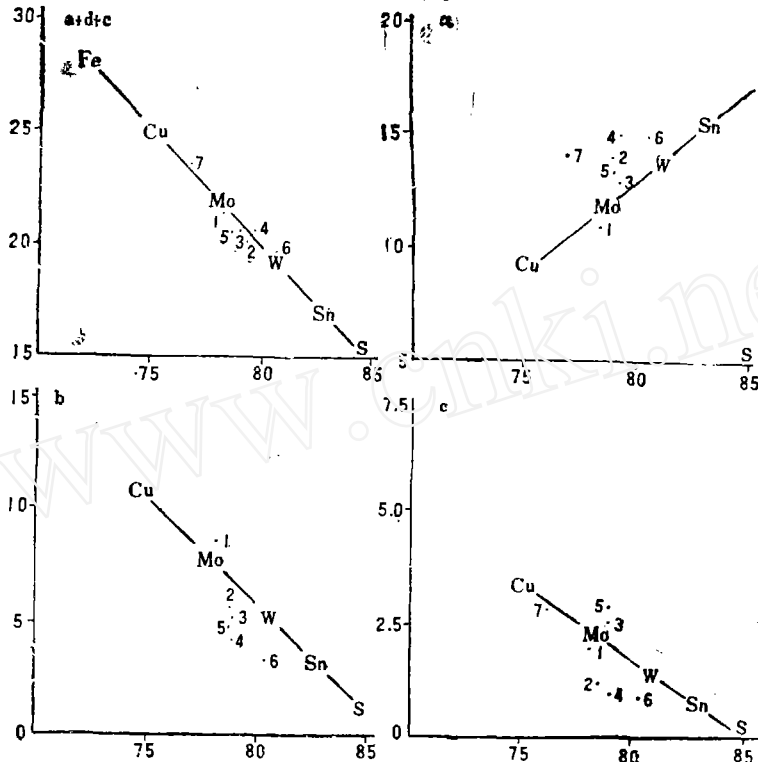 30 a+d+c
Fe
25 Cu
7
Mo
1 4
5 3
20 2 6
W
Sn
15 S
75 80 85
20 a
15 4 6 Sn
7 2 W
5
3
Mo
10 1
Cu
5 S
75 80 85
15 b
Cu
10
1
Mo
2
5 3 W
5 4
6 Sn
S
0
75 80 85
7.5 c
5.0
Cu
7 5
2.5 3
Mo
1
2 4 6 W
Sn
0 S
75 80 85
www.cnki.ne